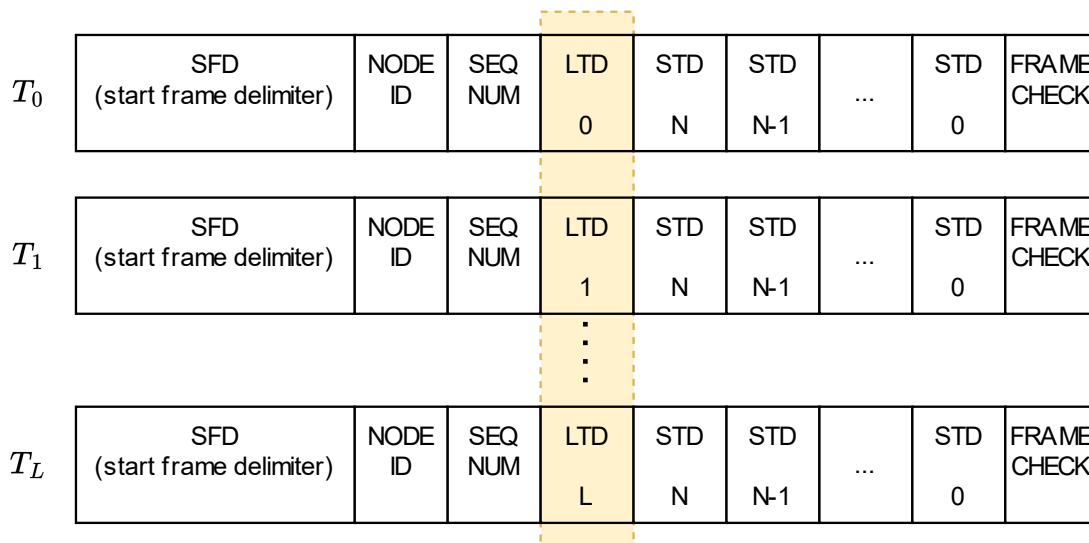 T₀
SFD NODE SEQ LTD STD STD STD FRAME
(start frame delimiter) ID NUM ... CHECK
0 N N-1 0
T₁
SFD NODE SEQ LTD STD STD STD FRAME
(start frame delimiter) ID NUM ... CHECK
1 N N-1 0
T_L
SFD NODE SEQ LTD STD STD STD FRAME
(start frame delimiter) ID NUM ... CHECK
L N N-1 0